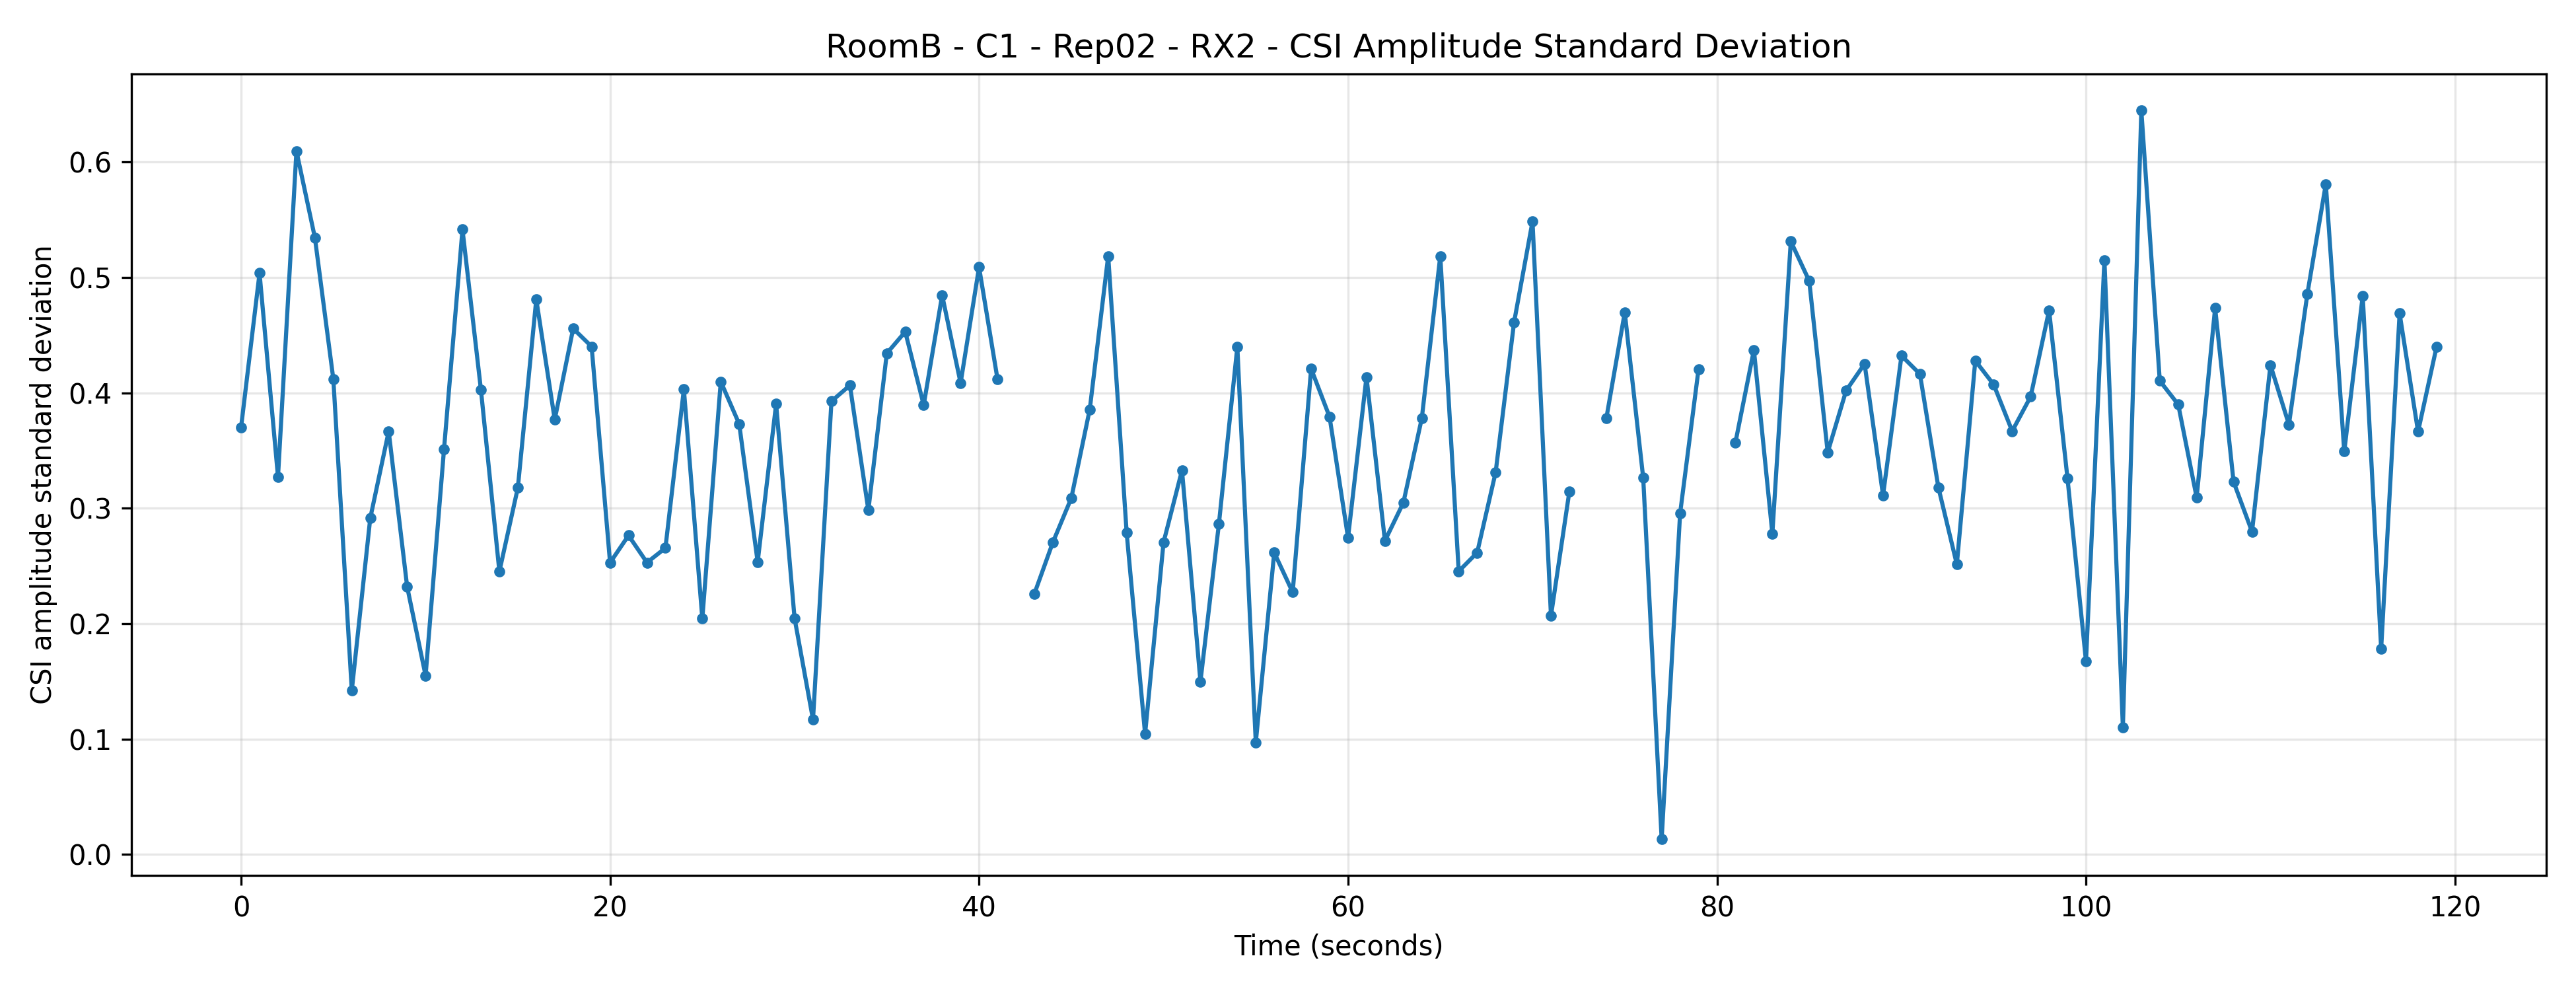 RoomB - C1 - Rep02 - RX2 - CSI Amplitude Standard Deviation
CSI amplitude standard deviation
0.6
0.5
0.4
0.3
0.2
0.1
0.0
0 20 40 60 80 100 120
Time (seconds)